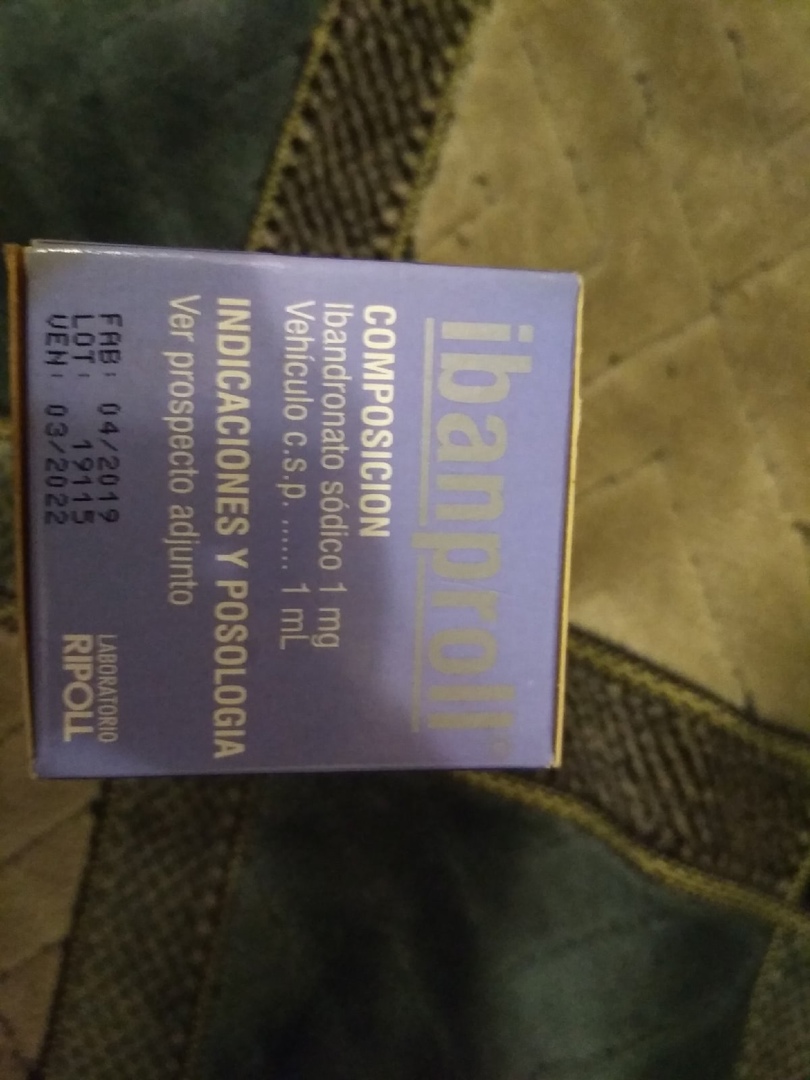 ibanproll
COMPOSICION
Ibandronato sódico 1 mg
Vehículo c.s.p. ...... 1 mL
INDICACIONES Y POSOLOGIA
Ver prospecto adjunto
FAB: 04/2019
LOT: 19115
VEN: 03/2022
LABORATORIO
RIPOLL